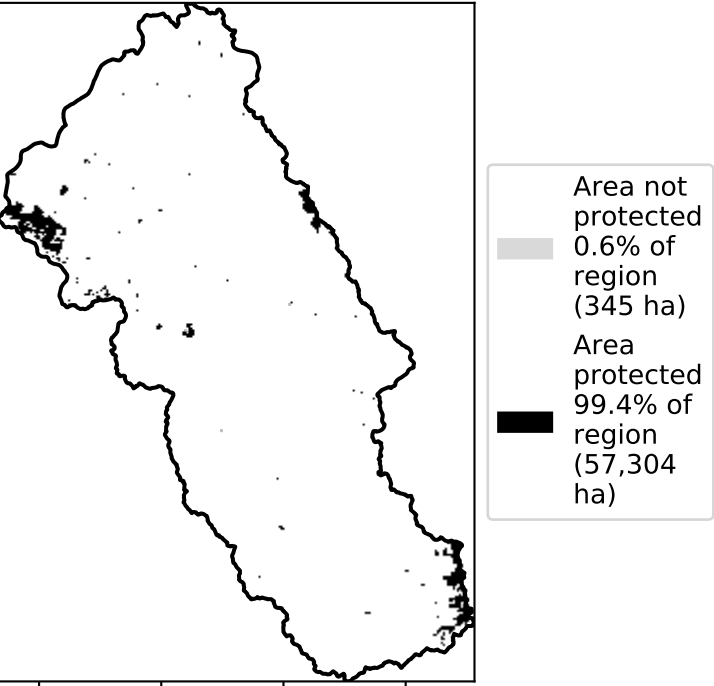 Area not
protected
0.6% of
region
(345 ha)
Area
protected
99.4% of
region
(57,304
ha)